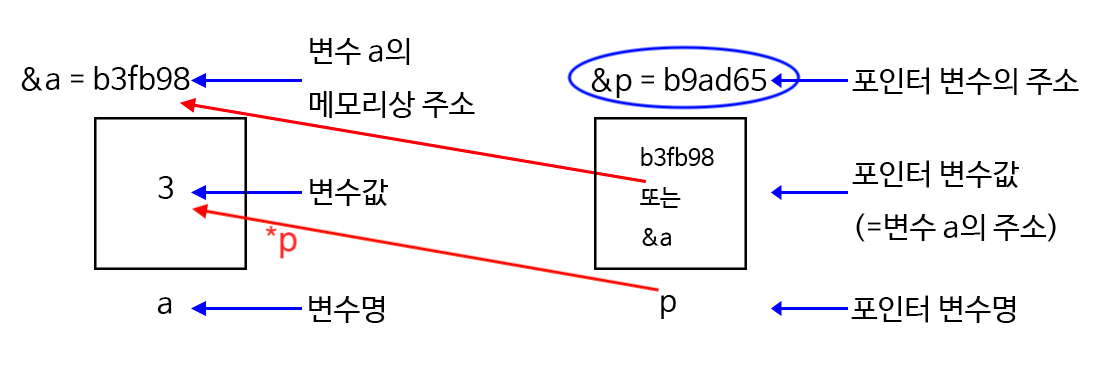 &a = b3fb98
변수 a의
메모리상 주소
&p = b9ad65
포인터 변수의 주소
3
변수값
*p
b3fb98
또는
&a
포인터 변수값
(=변수 a의 주소)
a
변수명
p
포인터 변수명